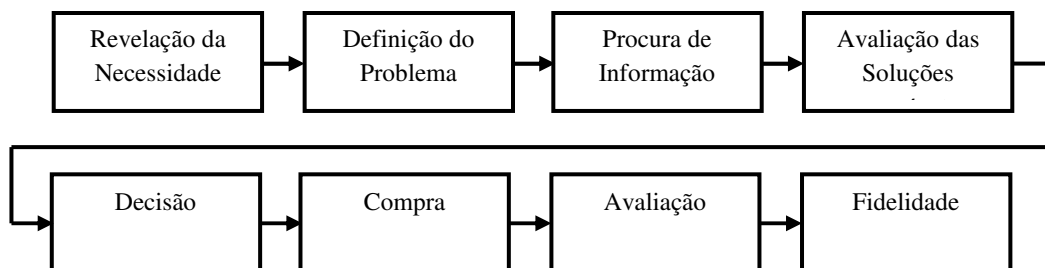 Revelação da
Necessidade
Definição do
Problema
Procura de
Informação
Avaliação das
Soluções
Decisão
Compra
Avaliação
Fidelidade